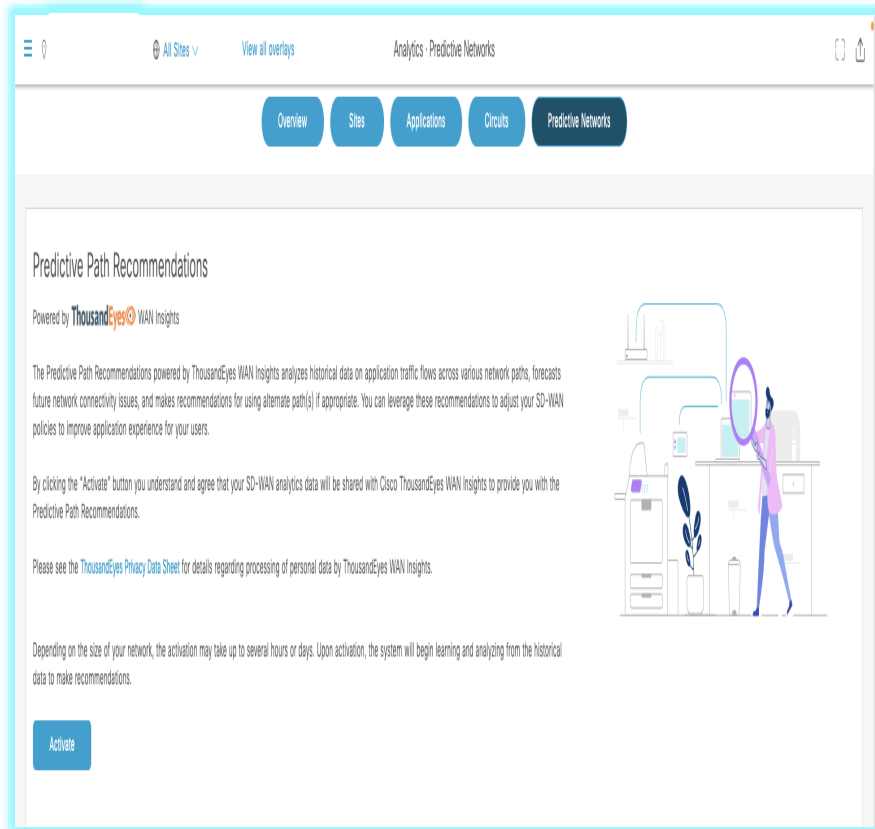 All Sites
View all overlays
Analytics · Predictive Networks
Overview
Sites
Applications
Circuits
Predictive Networks
Predictive Path Recommendations
Powered by ThousandEyes WAN Insights
The Predictive Path Recommendations powered by ThousandEyes WAN Insights analyzes historical data on application traffic flows across various network paths, forecasts
future network connectivity issues, and makes recommendations for using alternate path(s) if appropriate. You can leverage these recommendations to adjust your SD-WAN
policies to improve application experience for your users.
By clicking the "Activate" button you understand and agree that your SD-WAN analytics data will be shared with Cisco ThousandEyes WAN Insights to provide you with the
Predictive Path Recommendations.
Please see the ThousandEyes Privacy Data Sheet for details regarding processing of personal data by ThousandEyes WAN Insights.
Depending on the size of your network, the activation may take up to several hours or days. Upon activation, the system will begin learning and analyzing from the historical
data to make recommendations.
Activate